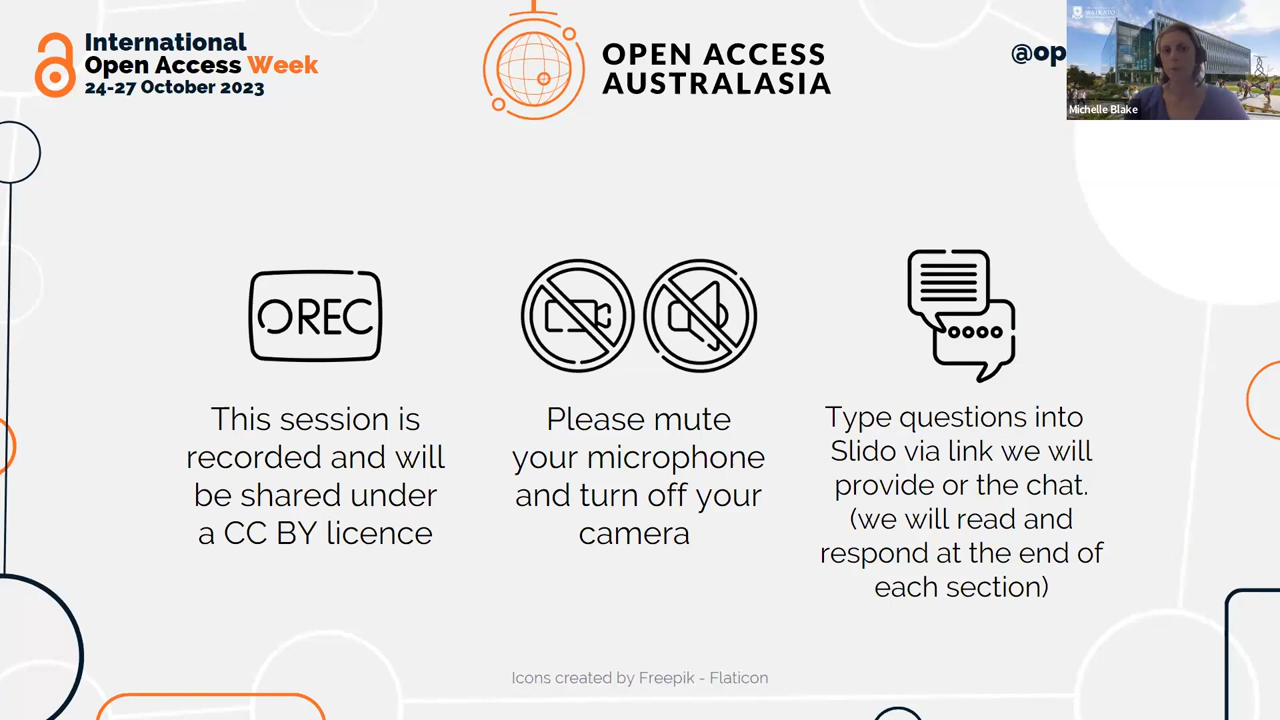 International
Open Access Week
24-27 October 2023
OPEN ACCESS
AUSTRALASIA
@op
WAIKATO
Michelle Blake
REC
This session is
recorded and will
be shared under
a CC BY licence
Please mute
your microphone
and turn off your
camera
Type questions into
Slido via link we will
provide or the chat.
(we will read and
respond at the end of
each section)
Icons created by Freepik - Flaticon